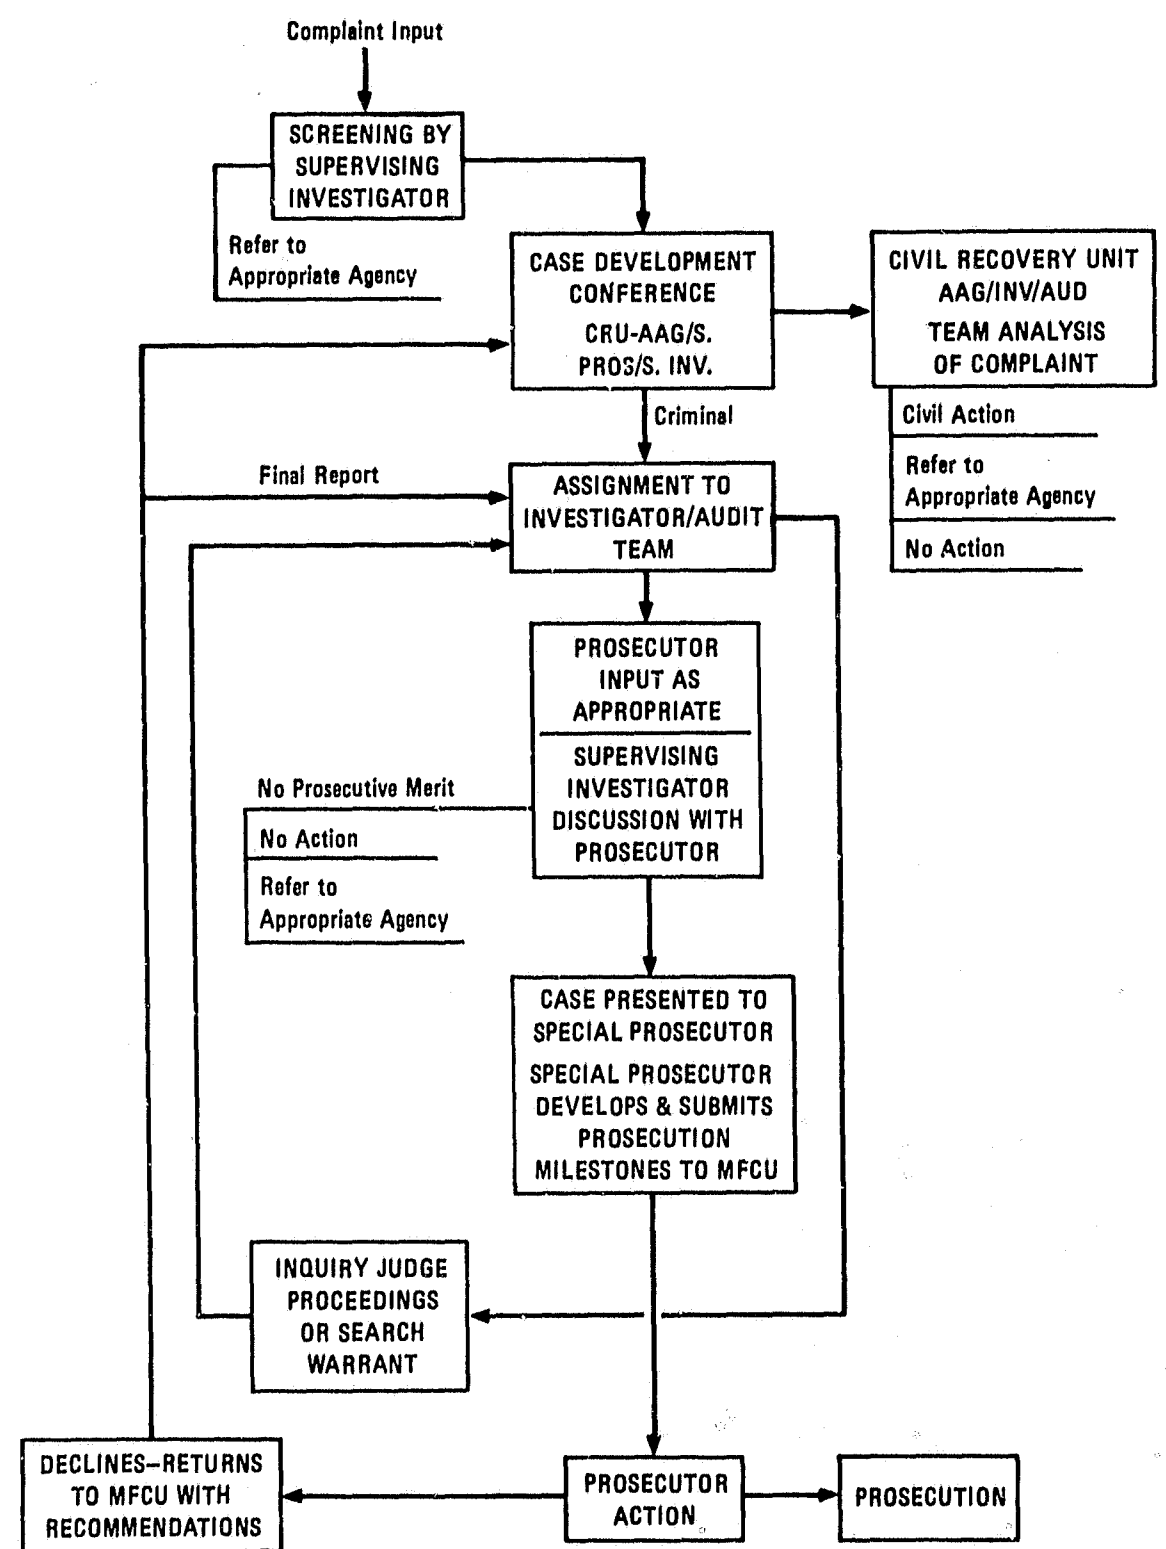 Complaint Input
SCREENING BY
SUPERVISING
INVESTIGATOR
Refer to
Appropriate Agency
CASE DEVELOPMENT
CONFERENCE
CRU-AAG/S.
PROS/S. INV.
CIVIL RECOVERY UNIT
AAG/INV/AUD
TEAM ANALYSIS
OF COMPLAINT
Criminal
Civil Action
Refer to
Appropriate Agency
No Action
Final Report
ASSIGNMENT TO
INVESTIGATOR/AUDIT
TEAM
PROSECUTOR
INPUT AS
APPROPRIATE
SUPERVISING
INVESTIGATOR
DISCUSSION WITH
PROSECUTOR
No Prosecutive Merit
No Action
Refer to
Appropriate Agency
CASE PRESENTED TO
SPECIAL PROSECUTOR
SPECIAL PROSECUTOR
DEVELOPS & SUBMITS
PROSECUTION
MILESTONES TO MFCU
INQUIRY JUDGE
PROCEEDINGS
OR SEARCH
WARRANT
DECLINES–RETURNS
TO MFCU WITH
RECOMMENDATIONS
PROSECUTOR
ACTION
PROSECUTION